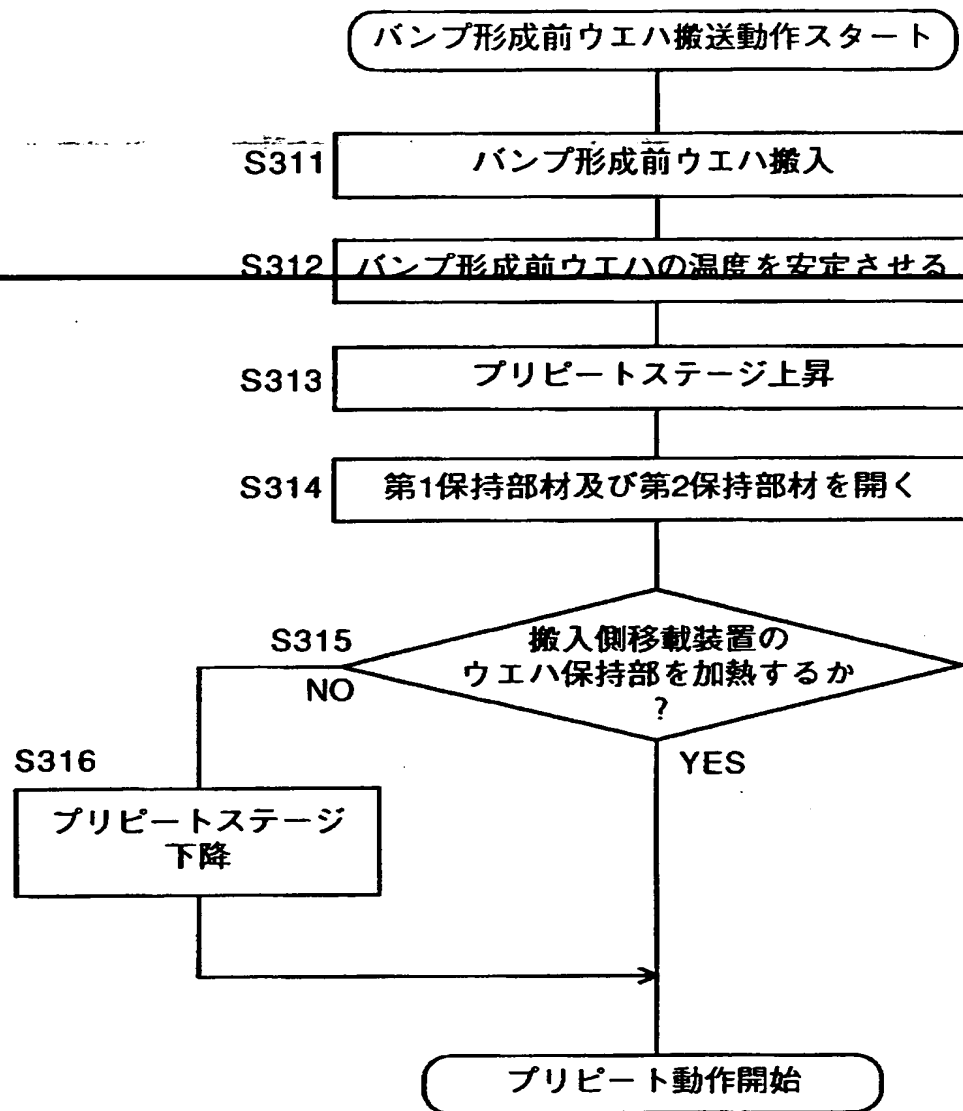 バンプ形成前ウエハ搬送動作スタート
S311
バンプ形成前ウエハ搬入
S312
バンプ形成前ウエハの温度を安定させる
S313
プリピートステージ上昇
S314
第1保持部材及び第2保持部材を開く
S315
搬入側移載装置の
ウエハ保持部を加熱するか
?
NO
YES
S316
プリピートステージ
下降
プリピート動作開始